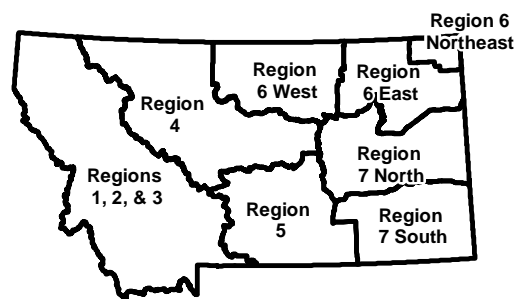 Region 6
Northeast
Region
6 West
Region
6 East
Region
4
Region
7 North
Regions
1, 2, & 3
Region
5
Region
7 South